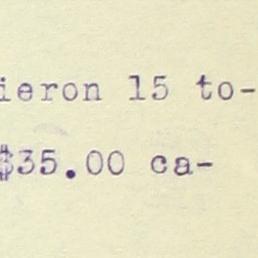 ieron 15 to-
$35.00 ca-